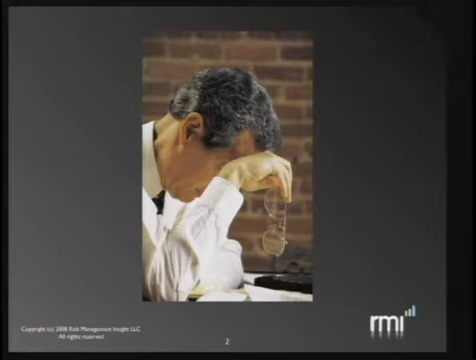 Copyright (c) 2008 Risk Management Insight LLC
All rights reserved
2
rmi